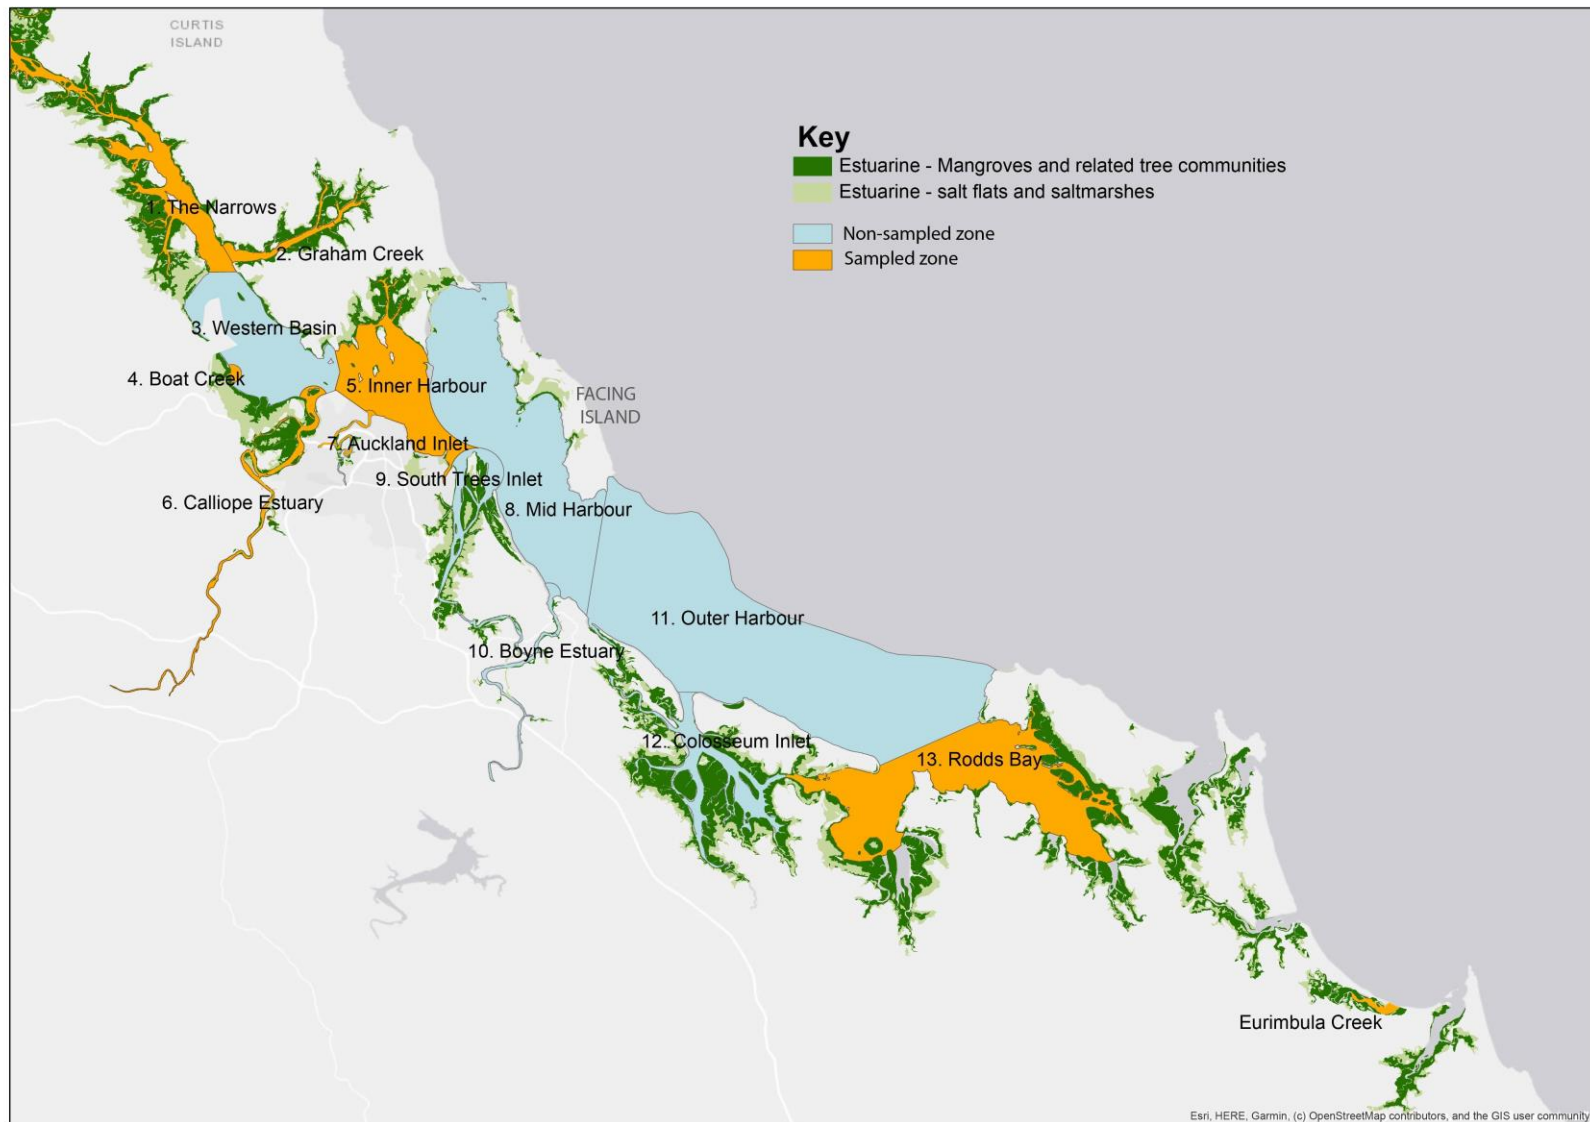 CURTIS
ISLAND
Key
Estuarine - Mangroves and related tree communities
Estuarine - salt flats and saltmarshes
Non-sampled zone
Sampled zone
1. The Narrows
2. Graham Creek
3. Western Basin
4. Boat Creek
5. Inner Harbour
FACING
ISLAND
7. Auckland Inlet
9. South Trees Inlet
6. Calliope Estuary
8. Mid Harbour
11. Outer Harbour
10. Boyne Estuary
12. Colosseum Inlet
13. Rodds Bay
Eurimbula Creek
Esri, HERE, Garmin, (c) OpenStreetMap contributors, and the GIS user community